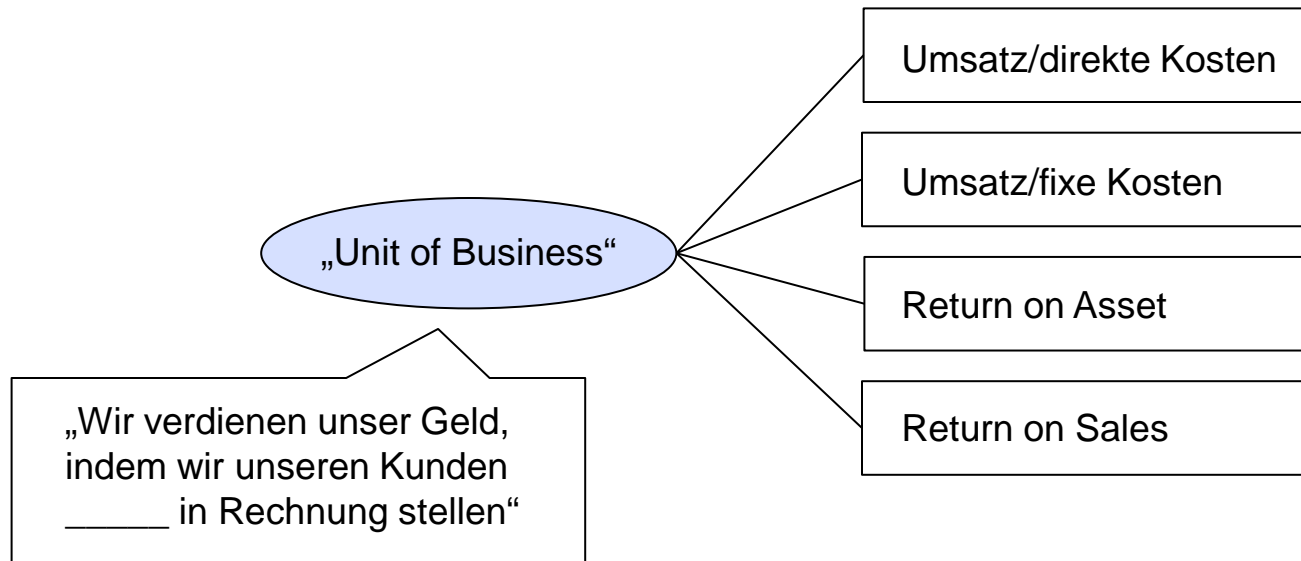 Umsatz/direkte Kosten
Umsatz/fixe Kosten
„Unit of Business“
Return on Asset
Return on Sales
„Wir verdienen unser Geld,
indem wir unseren Kunden
_____ in Rechnung stellen“